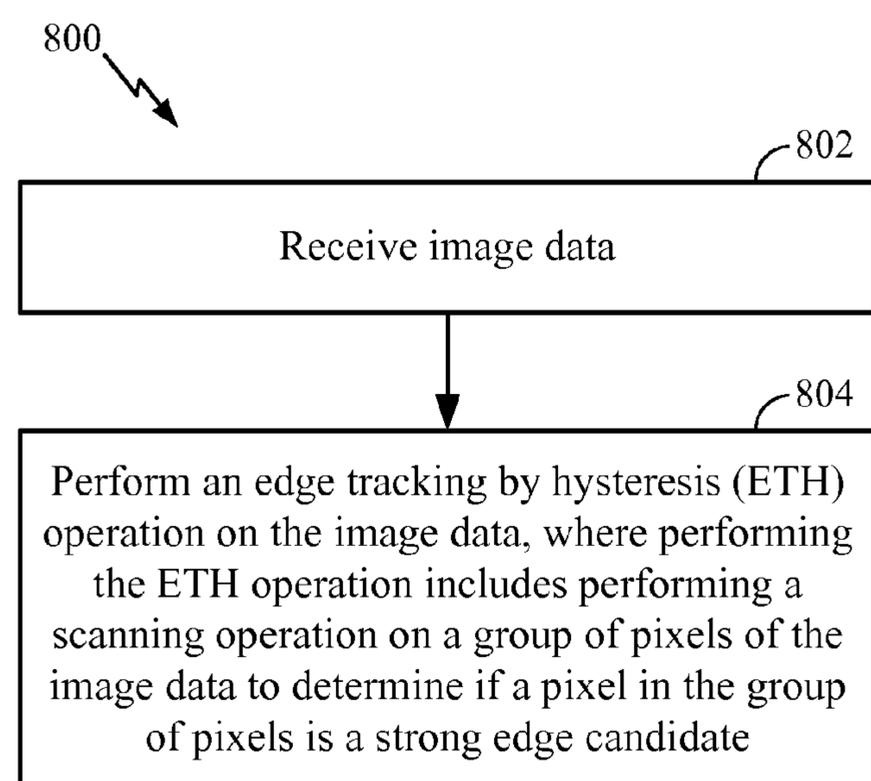 800
802
Receive image data
804
Perform an edge tracking by hysteresis (ETH)
operation on the image data, where performing
the ETH operation includes performing a
scanning operation on a group of pixels of the
image data to determine if a pixel in the group
of pixels is a strong edge candidate